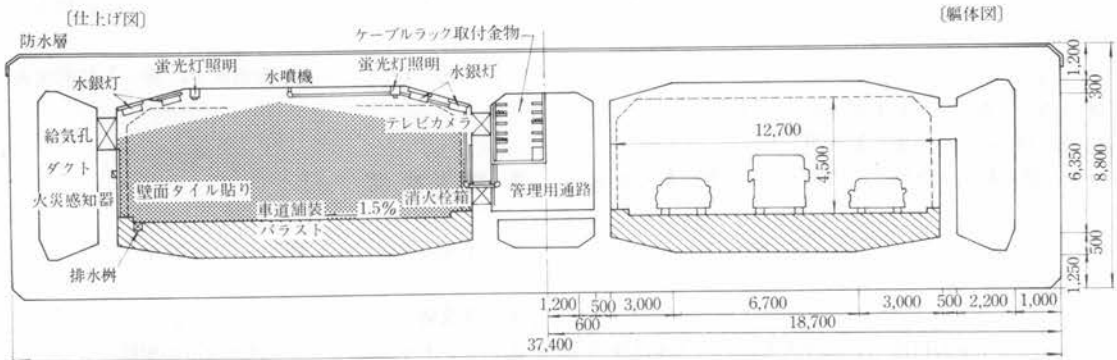 〔仕上げ図〕
〔軀体図〕
防水層
ケーブルラック取付金物
蛍光灯照明
水噴機
蛍光灯照明
水銀灯
水銀灯
給気孔
テレビカメラ
ダクト
火災感知器
壁面タイル貼り
消火栓箱
管理用通路
車道舗装
1.5%
バラスト
排水桝
12,700
4,500
1,200
300
6,350
8,800
500
1,250
1,200
500
3,000
6,700
3,000
500
2,200
1,000
600
18,700
37,400